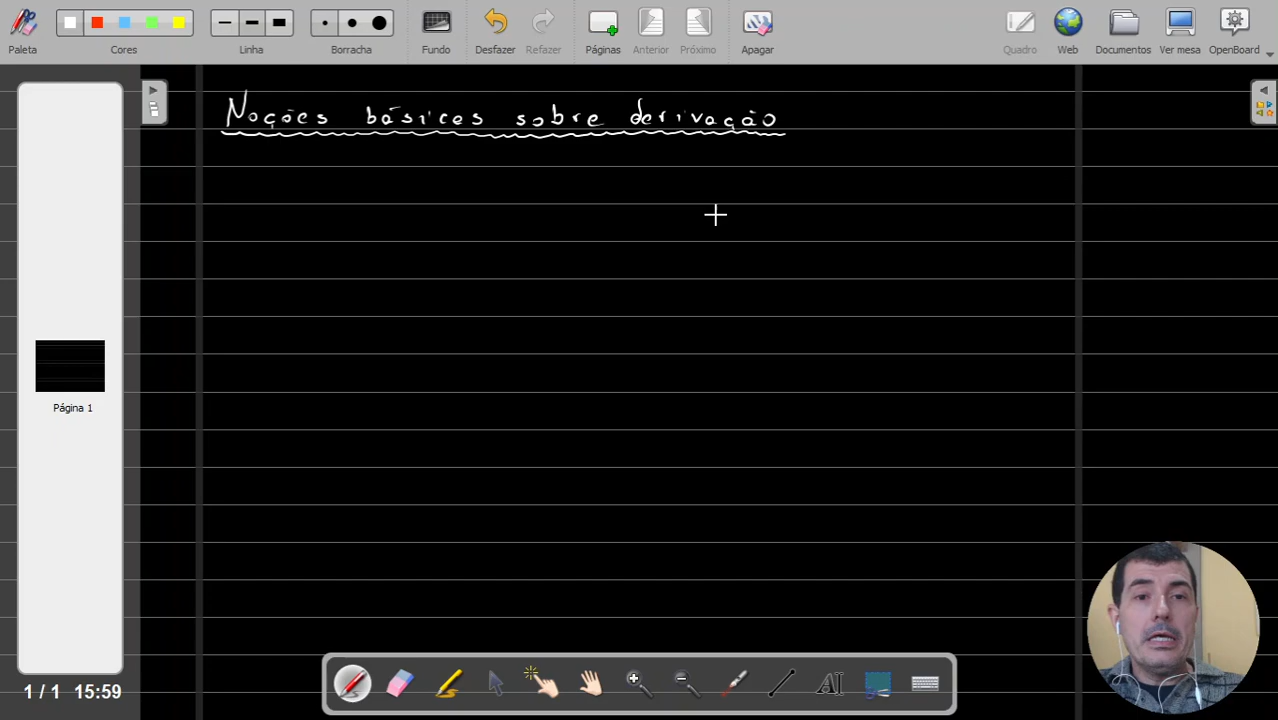 Paleta
Cores
Linha
Borracha
Fundo
Desfazer
Refazer
Páginas
Anterior
Próximo
Apagar
Quadro
Web
Documentos
Ver mesa
OpenBoard
Noções básicas sobre derivação
Página 1
1 / 1 15:59
AI